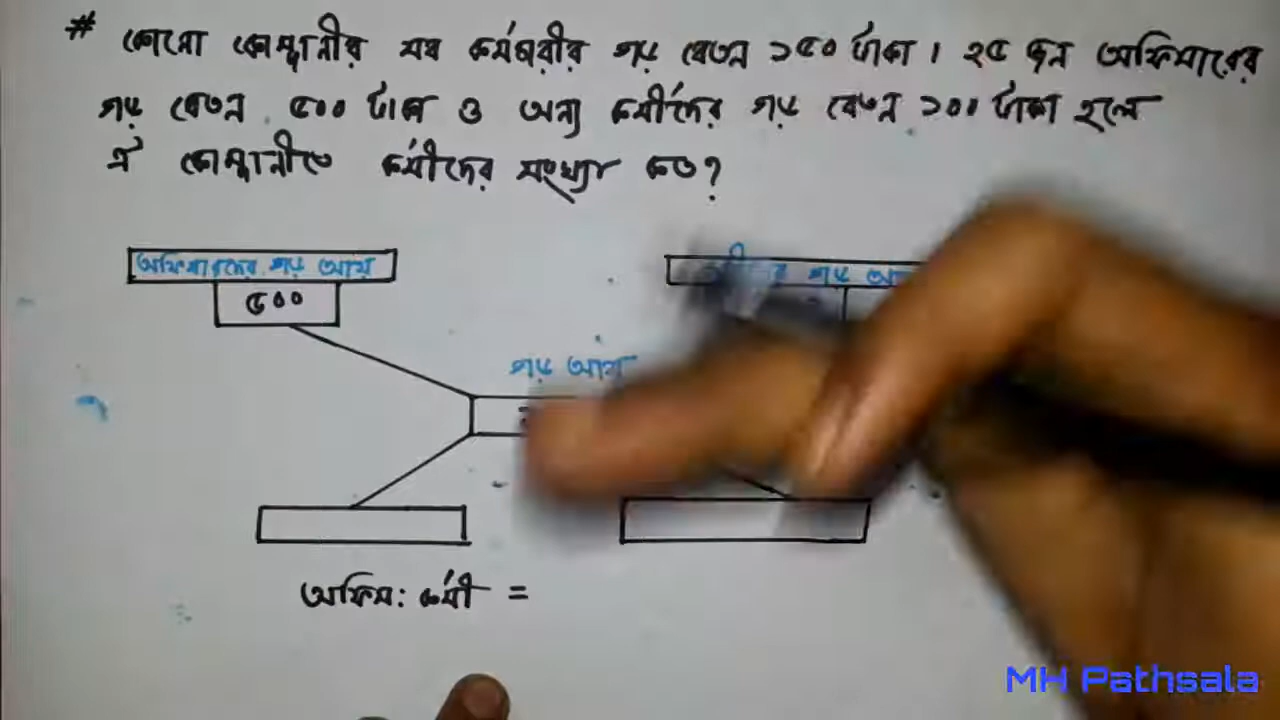 # কোনো কোম্পানীর সব কর্মচারীর গড় বেতন ১৫০ টাকা। ২৫ জন অফিসারের
গড় বেতন ৫০০ টাকা ও অন্য কর্মীদের গড় বেতন ১০০ টাকা হলে
ঐ কোম্পানীতে কর্মীদের সংখ্যা কত?
অফিসারদের গড় আয়
গড়
৫০০
গড় আয়
অফিস: কর্মী =
MH Pathsala